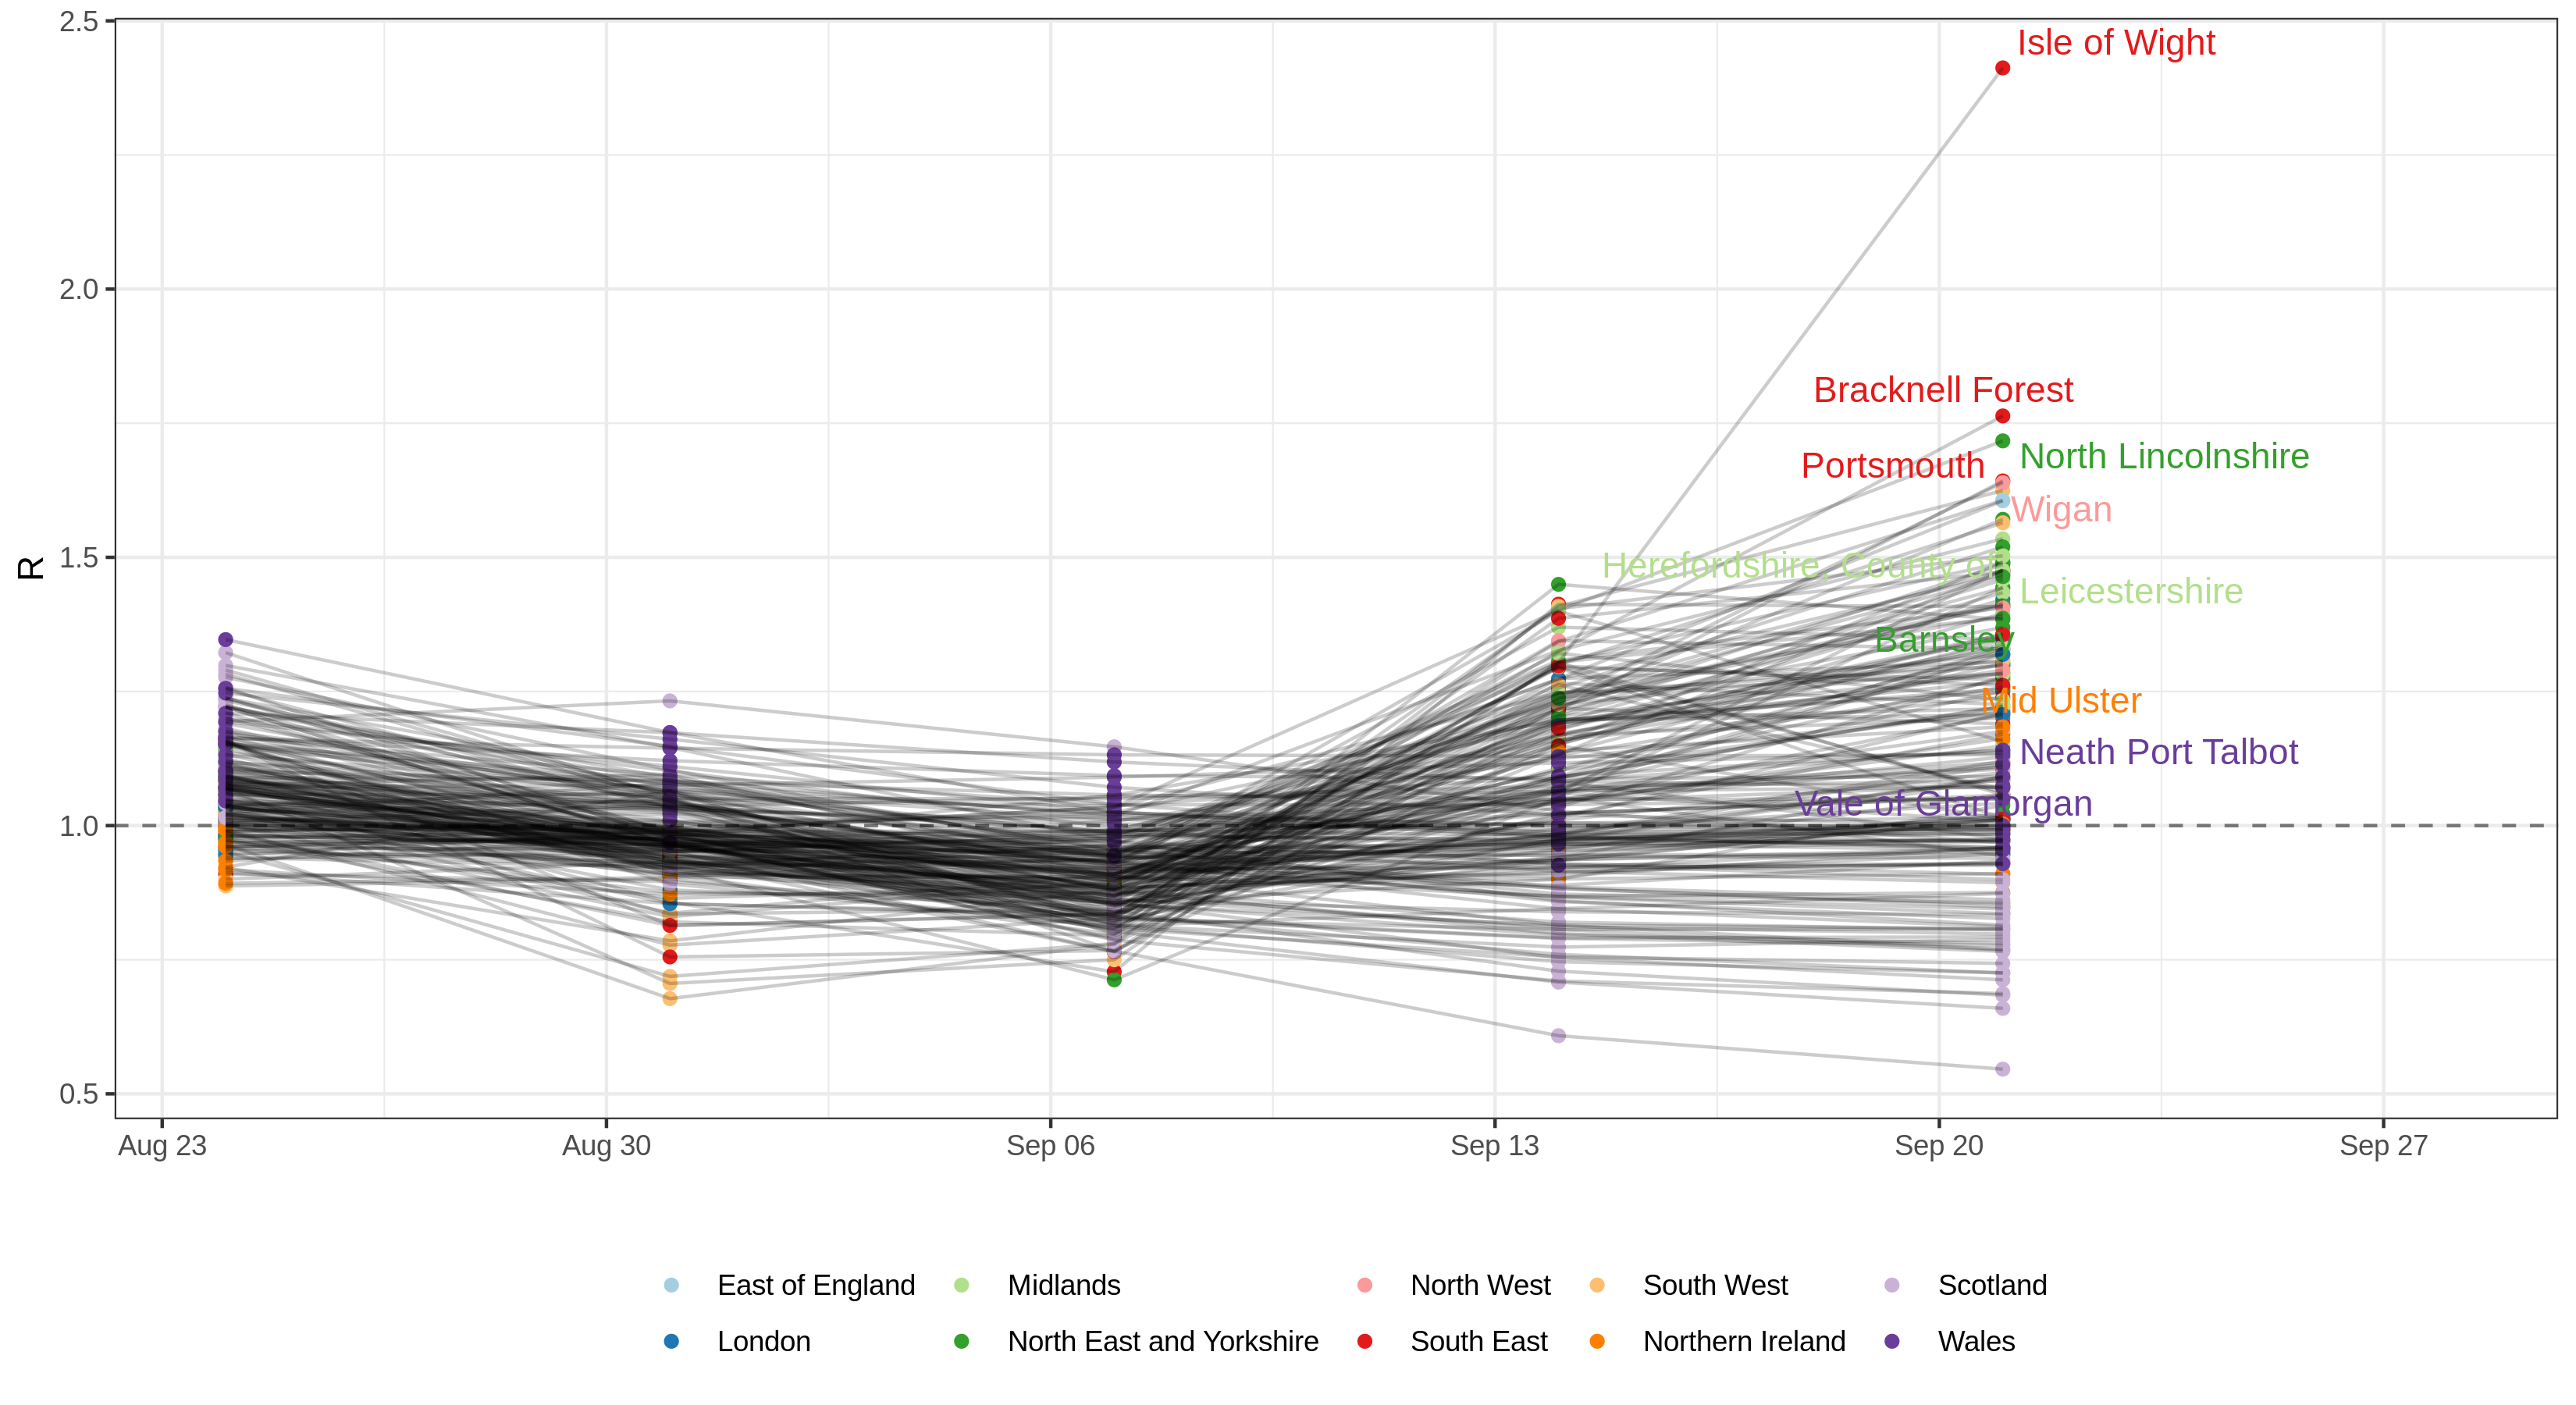 2.5
Isle of Wight
2.0
Bracknell Forest
North Lincolnshire
Portsmouth
Wigan
R
1.5
Herefordshire, County of
Leicestershire
Barnsley
Mid Ulster
Neath Port Talbot
Vale of Glamorgan
1.0
0.5
Aug 23 Aug 30 Sep 06 Sep 13 Sep 20 Sep 27
East of England Midlands North West South West Scotland
London North East and Yorkshire South East Northern Ireland Wales